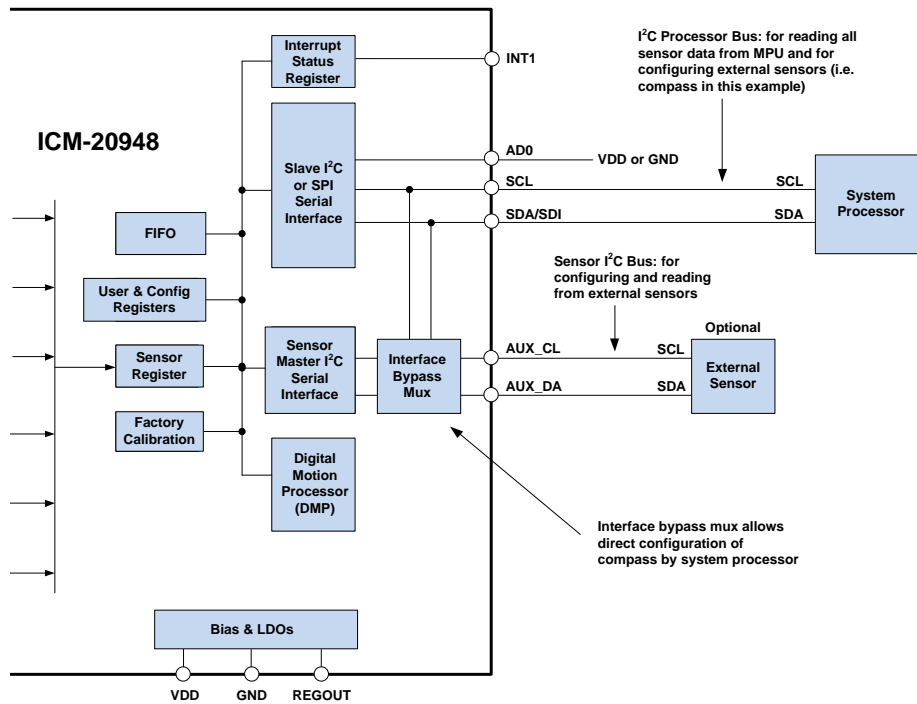 ICM-20948
Interrupt
Status
Register
INT1
Slave I²C
or SPI
Serial
Interface
AD0
VDD or GND
SCL
SDA/SDI
I²C Processor Bus: for reading all
sensor data from MPU and for
configuring external sensors (i.e.
compass in this example)
SCL
SDA
System
Processor
FIFO
User & Config
Registers
Sensor
Register
Factory
Calibration
Sensor
Master I²C
Serial
Interface
Interface
Bypass
Mux
Digital
Motion
Processor
(DMP)
Sensor I²C Bus: for
configuring and reading
from external sensors
AUX_CL
AUX_DA
SCL
SDA
Optional
External
Sensor
Interface bypass mux allows
direct configuration of
compass by system processor
Bias & LDOs
VDD
GND
REGOUT